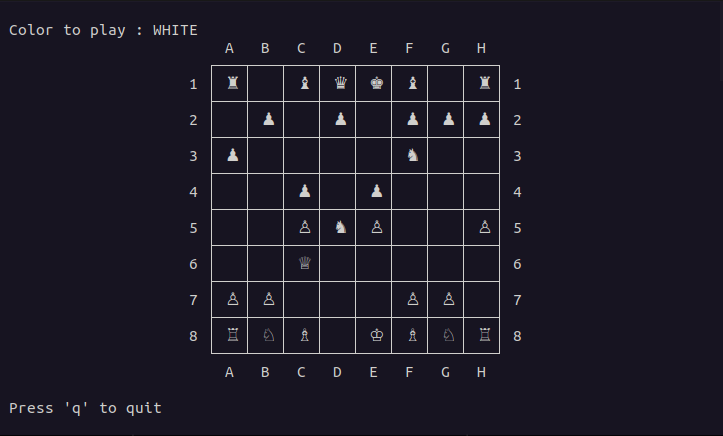 Color to play : WHITE
A B C D E F G H
1 ♜ ♝ ♛ ♚ ♝ ♜ 1
2 ♟ ♟ ♟ ♟ ♟ 2
3 ♟ ♞ 3
4 ♟ ♟ 4
5 ♙ ♞ ♙ ♙ 5
6 ♕ 6
7 ♙ ♙ ♙ ♙ 7
8 ♖ ♘ ♗ ♔ ♗ ♘ ♖ 8
A B C D E F G H
Press 'q' to quit